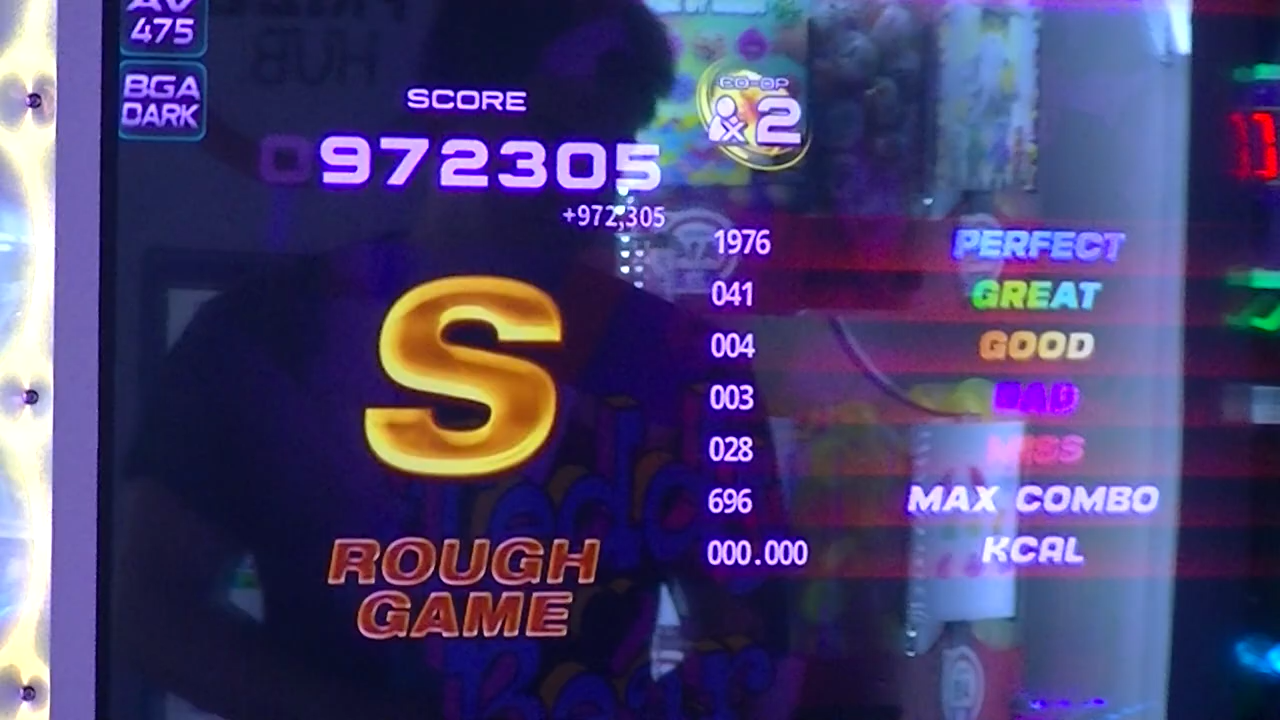 AV
475
BGA
DARK
SCORE
0972305
+972,305
CO-OP
x2
1976 PERFECT
041 GREAT
004 GOOD
003 BAD
028 MISS
696 MAX COMBO
000.000 KCAL
S
ROUGH
GAME